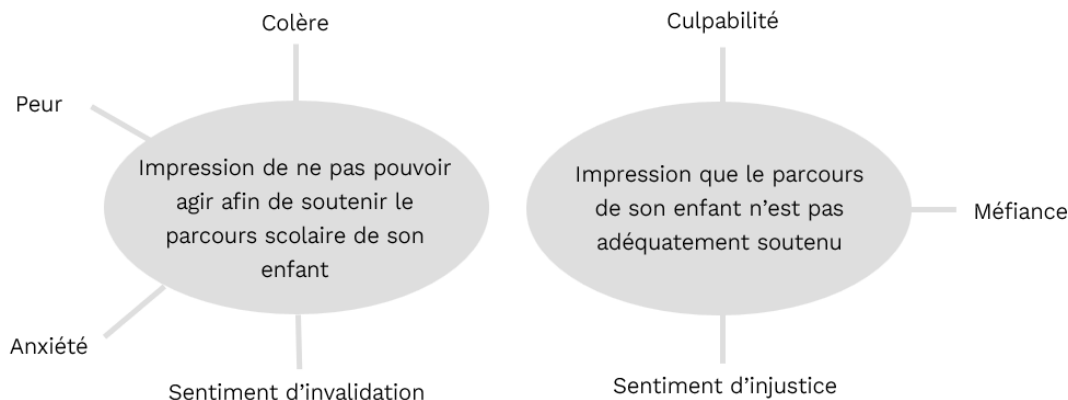 Colère
Peur
Impression de ne pas pouvoir
agir afin de soutenir le
parcours scolaire de son
enfant
Anxiété
Sentiment d’invalidation
Culpabilité
Impression que le parcours
de son enfant n’est pas
adéquatement soutenu
Méfiance
Sentiment d’injustice